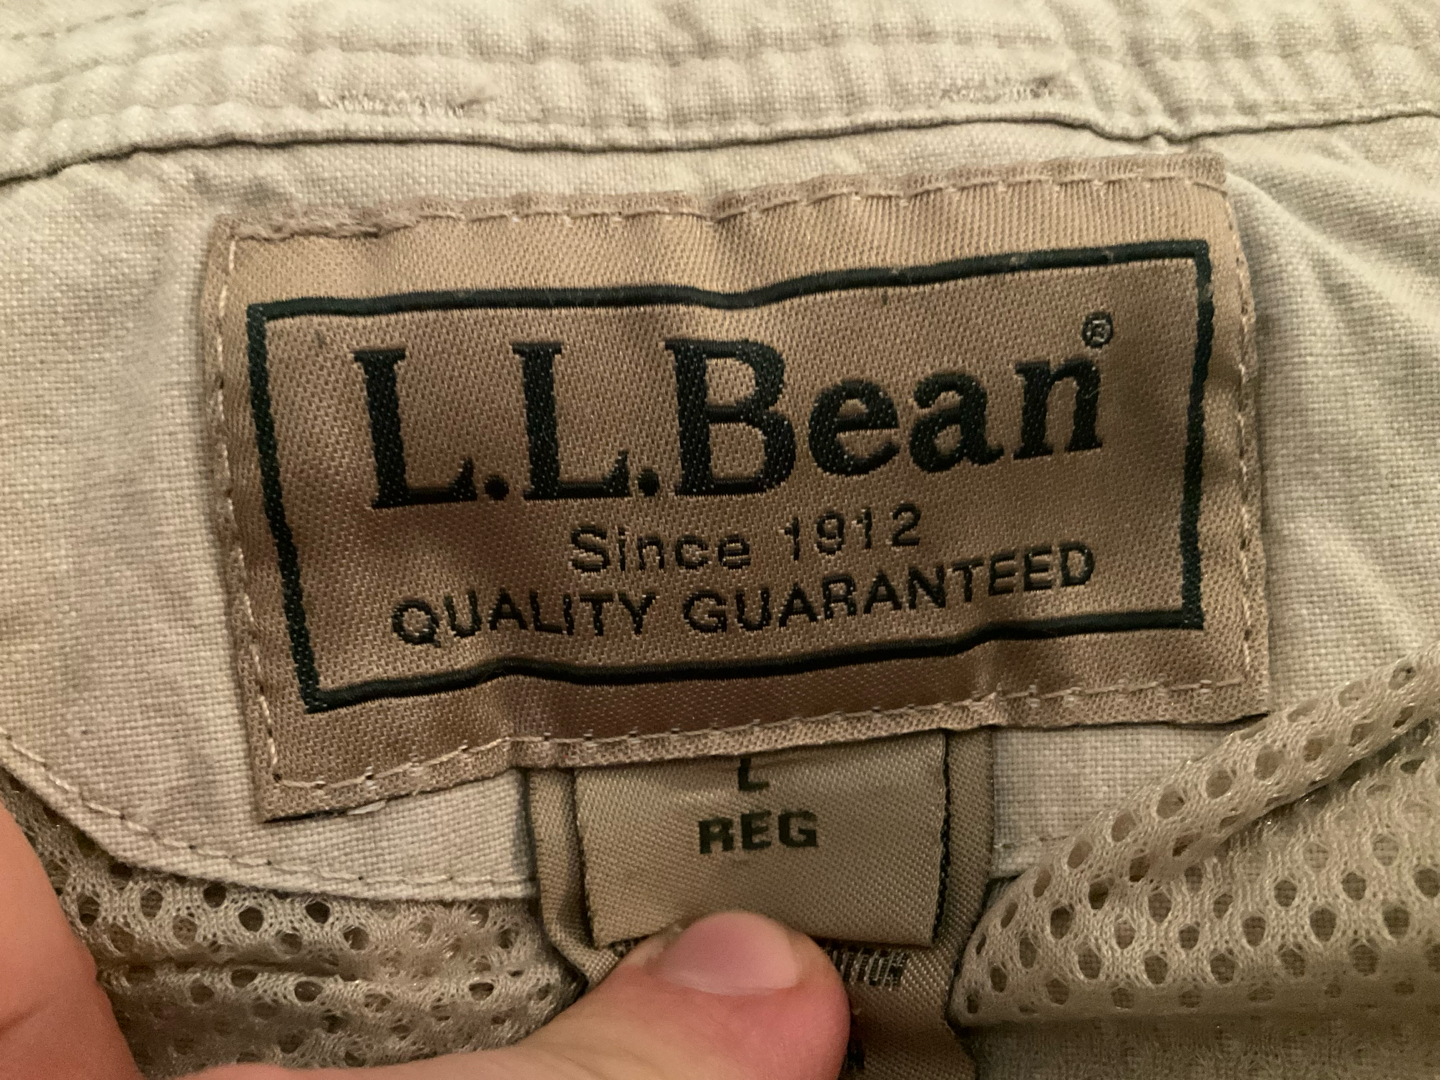 L.L.Bean®
Since 1912
QUALITY GUARANTEED
L
REG